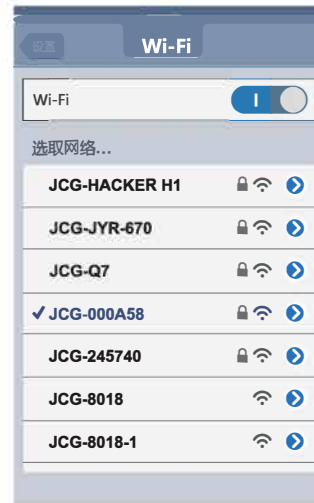 设置
Wi-Fi
Wi-Fi
选取网络...
JCG-HACKER H1
JCG-JYR-670
JCG-Q7
JCG-000A58
JCG-245740
JCG-8018
JCG-8018-1